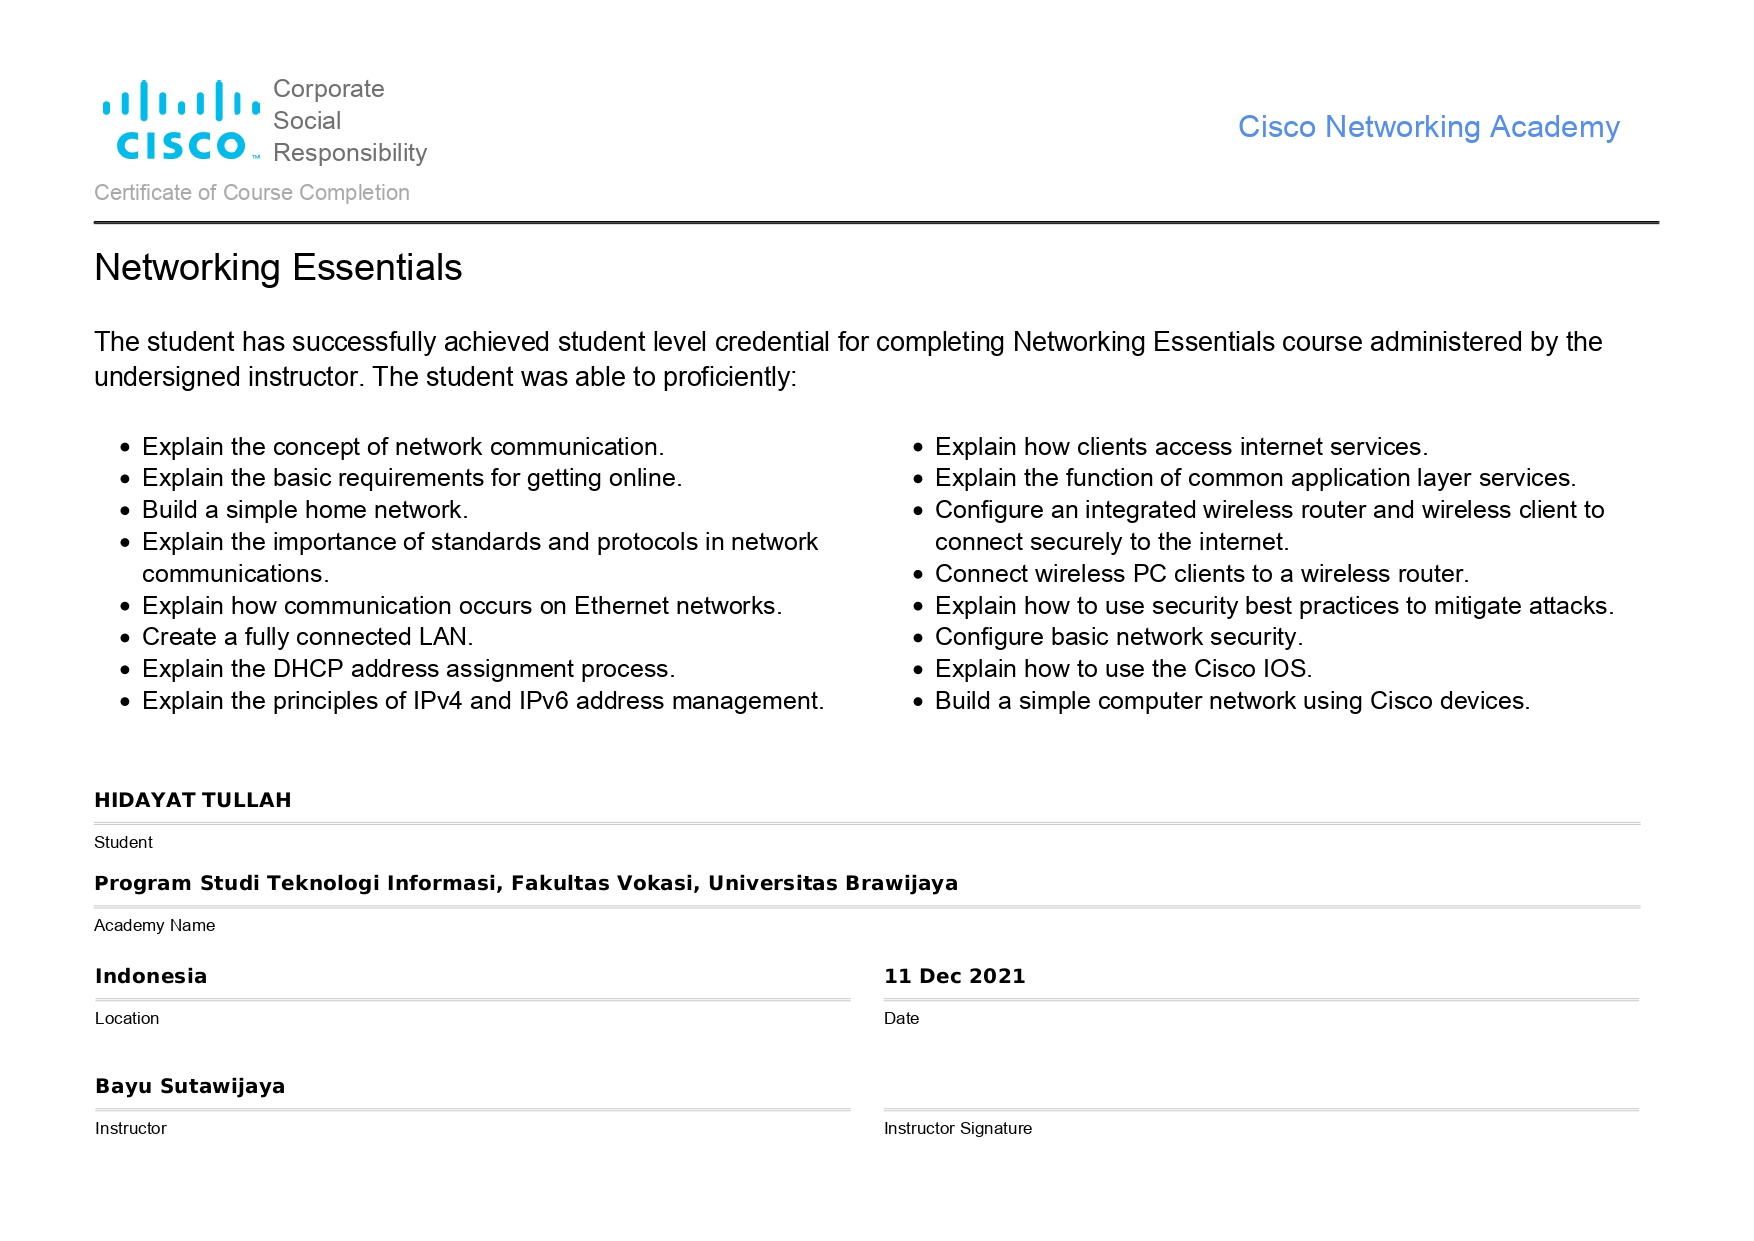 CISCO™
Corporate
Social
Responsibility
Cisco Networking Academy
Certificate of Course Completion
Networking Essentials
The student has successfully achieved student level credential for completing Networking Essentials course administered by the
undersigned instructor. The student was able to proficiently:
• Explain the concept of network communication.
• Explain the basic requirements for getting online.
• Build a simple home network.
• Explain the importance of standards and protocols in network
communications.
• Explain how communication occurs on Ethernet networks.
• Create a fully connected LAN.
• Explain the DHCP address assignment process.
• Explain the principles of IPv4 and IPv6 address management.
• Explain how clients access internet services.
• Explain the function of common application layer services.
• Configure an integrated wireless router and wireless client to
connect securely to the internet.
• Connect wireless PC clients to a wireless router.
• Explain how to use security best practices to mitigate attacks.
• Configure basic network security.
• Explain how to use the Cisco IOS.
• Build a simple computer network using Cisco devices.
HIDAYAT TULLAH
Student
Program Studi Teknologi Informasi, Fakultas Vokasi, Universitas Brawijaya
Academy Name
Indonesia
Location
11 Dec 2021
Date
Bayu Sutawijaya
Instructor
Instructor Signature